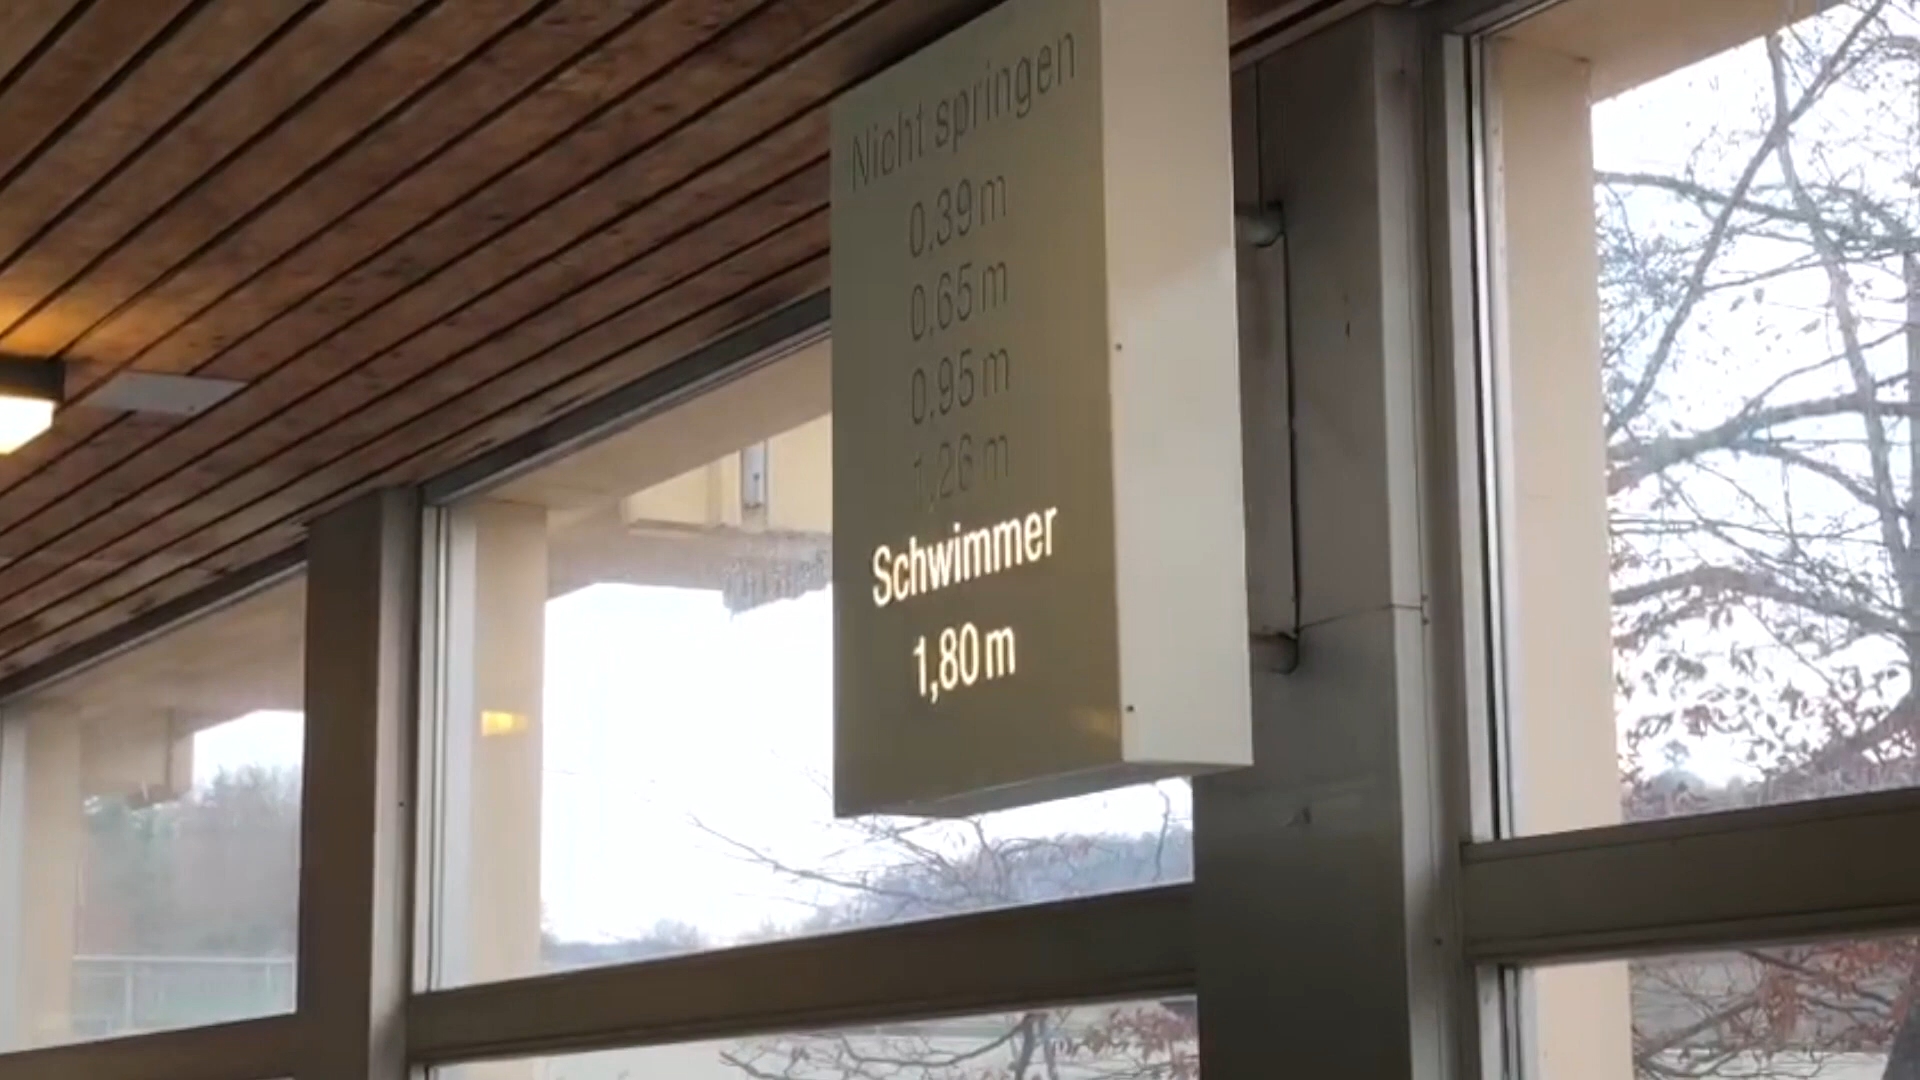 Nicht springen
0,39 m
0,65 m
0,95 m
1,26 m
Schwimmer
1,80 m